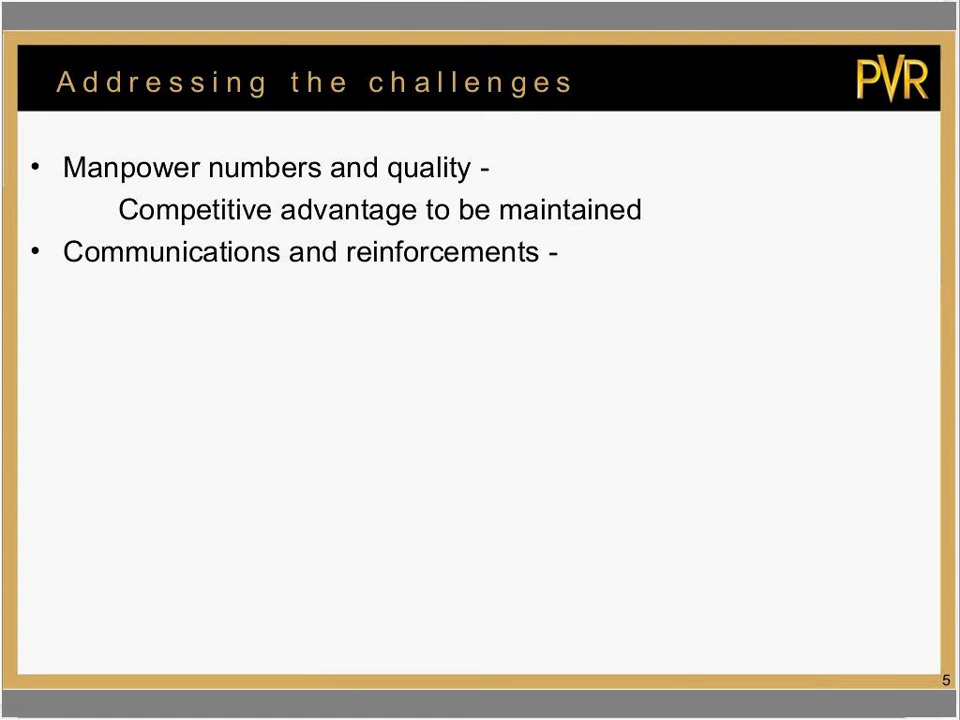 Addressing the challenges
PVR
• Manpower numbers and quality -
Competitive advantage to be maintained
• Communications and reinforcements -
5